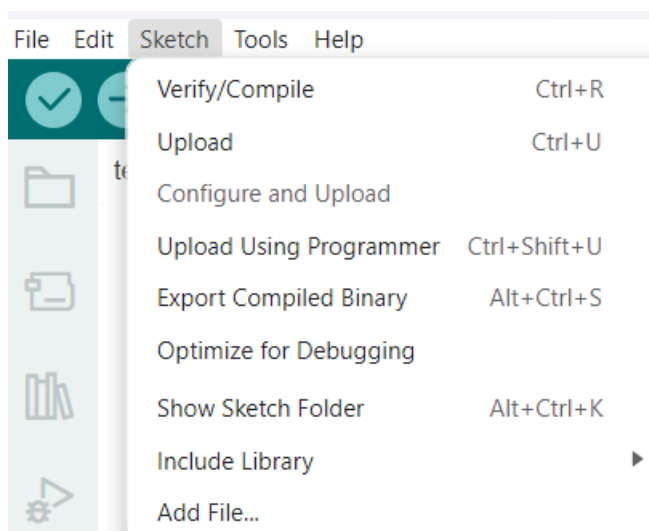 File Edit Sketch Tools Help
Verify/Compile Ctrl+R
Upload Ctrl+U
Configure and Upload
Upload Using Programmer Ctrl+Shift+U
Export Compiled Binary Alt+Ctrl+S
Optimize for Debugging
Show Sketch Folder Alt+Ctrl+K
Include Library
Add File...